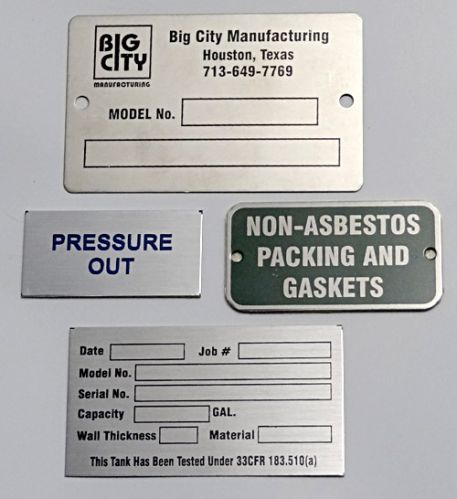 BIG
CITY
MANUFACTURING
Big City Manufacturing
Houston, Texas
713-649-7769
MODEL No.
PRESSURE
OUT
NON-ASBESTOS
PACKING AND
GASKETS
Date Job #
Model No.
Serial No.
Capacity GAL.
Wall Thickness Material
This Tank Has Been Tested Under 33CFR 183.510(a)